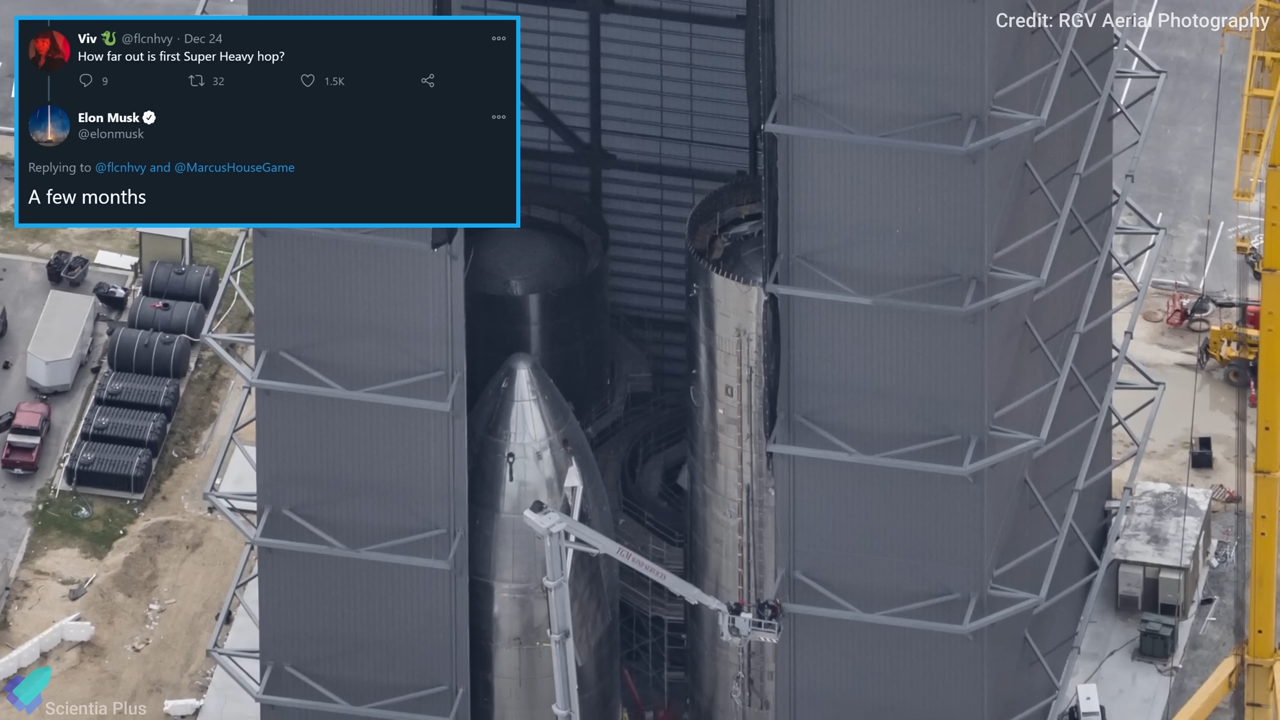 Credit: RGV Aerial Photography
Viv @flcnhvy · Dec 24
How far out is first Super Heavy hop?
9 32 1.5K
Elon Musk
@elonmusk
Replying to @flcnhvy and @MarcusHouseGame
A few months
Scientia Plus